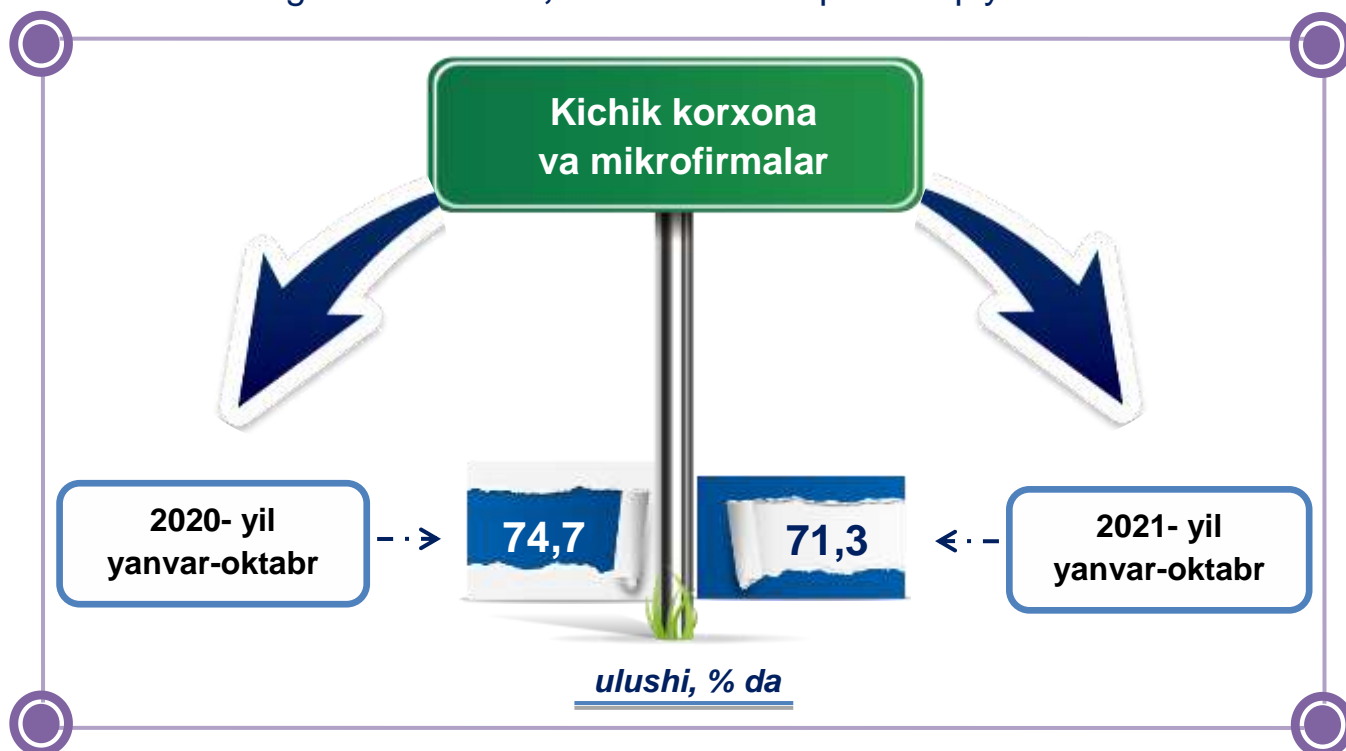 Kichik korxona
va mikrofirmalar
2020- yil
yanvar-oktabr
74,7
71,3
2021- yil
yanvar-oktabr
ulushi, % da